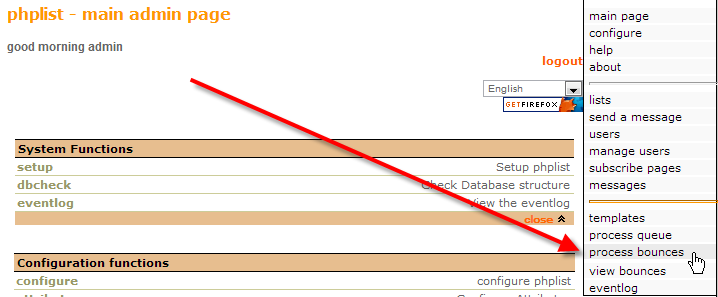 phplist - main admin page
good morning admin
logout
English
GETFIREFOX
System Functions
setup Setup phplist
dbcheck Check Database structure
eventlog View the eventlog
close
Configuration functions
configure configure phplist
main page
configure
help
about
lists
send a message
users
manage users
subscribe pages
messages
templates
process queue
process bounces
view bounces
eventlog